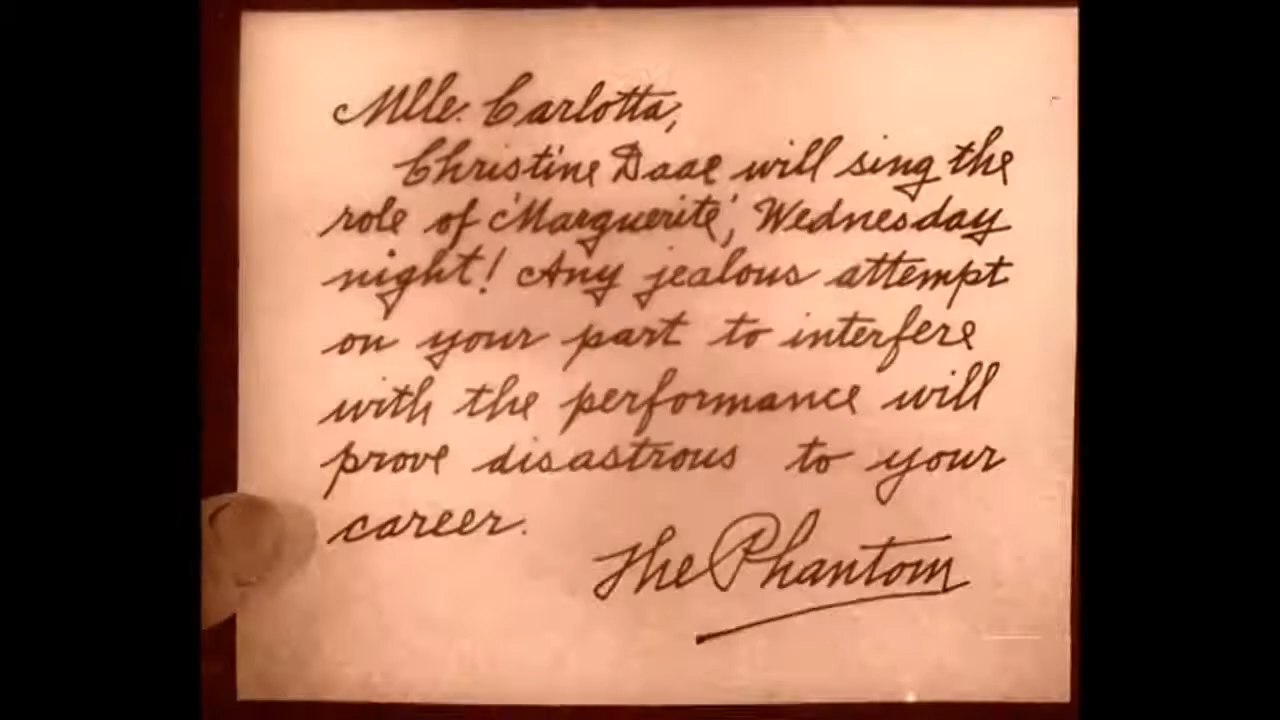 Mlle. Carlotta,
Christine Daae will sing the
role of 'Marguerite', Wednesday
night! Any jealous attempt
on your part to interfere
with the performance will
prove disastrous to your
career.
The Phantom